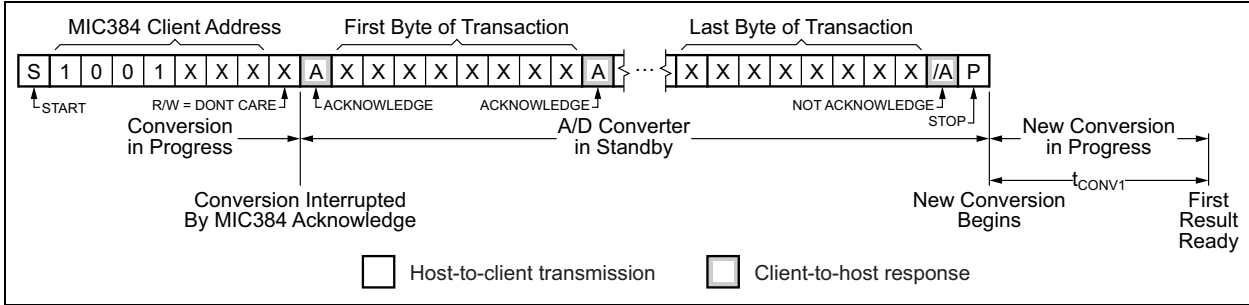 MIC384 Client Address First Byte of Transaction Last Byte of Transaction
S 1 0 0 1 X X X X A X X X X X X X X A ... X X X X X X X X /A P
START R/W = DONT CARE ACKNOWLEDGE ACKNOWLEDGE NOT ACKNOWLEDGE STOP
Conversion
in Progress
A/D Converter
in Standby
New Conversion
in Progress
tCONV1
Conversion Interrupted
By MIC384 Acknowledge
New Conversion
Begins
First
Result
Ready
Host-to-client transmission Client-to-host response